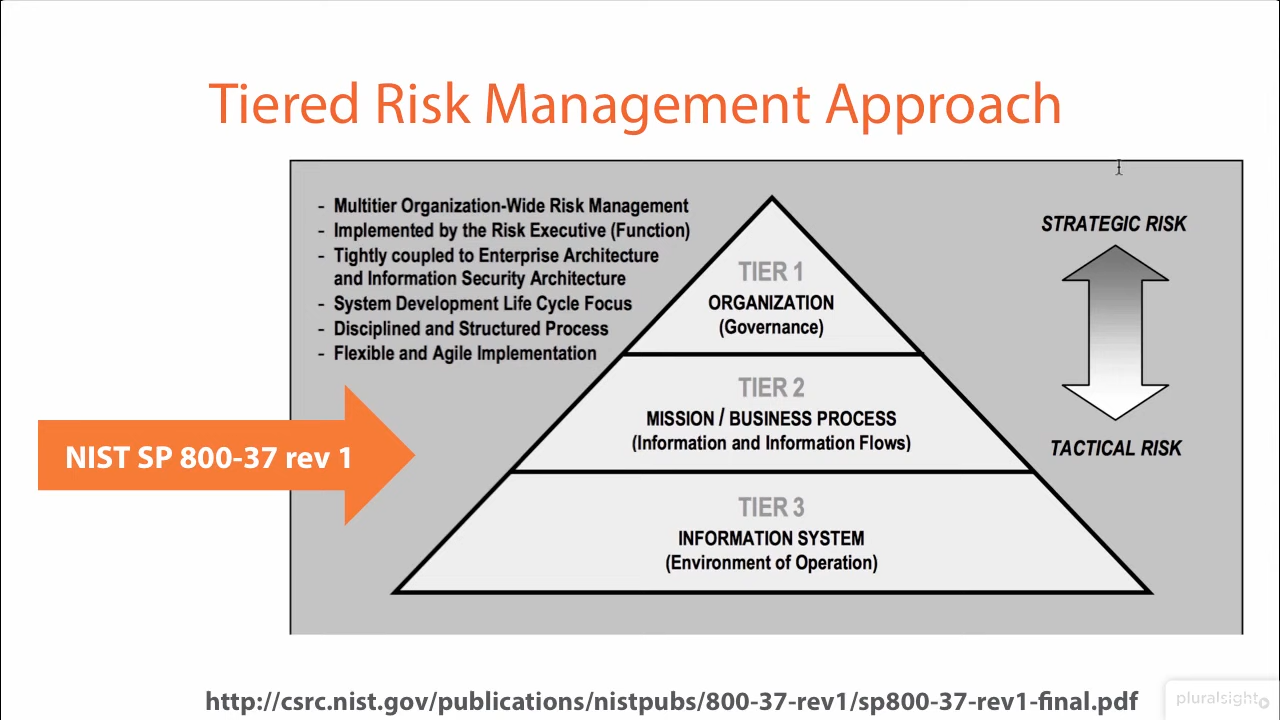 Tiered Risk Management Approach
- Multitier Organization-Wide Risk Management
- Implemented by the Risk Executive (Function)
- Tightly coupled to Enterprise Architecture
and Information Security Architecture
- System Development Life Cycle Focus
- Disciplined and Structured Process
- Flexible and Agile Implementation
TIER 1
ORGANIZATION
(Governance)
TIER 2
MISSION / BUSINESS PROCESS
(Information and Information Flows)
TIER 3
INFORMATION SYSTEM
(Environment of Operation)
STRATEGIC RISK
TACTICAL RISK
NIST SP 800-37 rev 1
http://csrc.nist.gov/publications/nistpubs/800-37-rev1/sp800-37-rev1-final.pdf
pluralsight